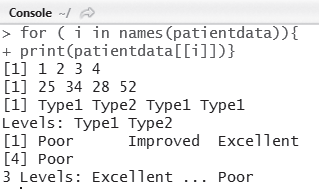 Console ~/
> for ( i in names(patientdata)){
+ print(patientdata[[i]])}
[1] 1 2 3 4
[1] 25 34 28 52
[1] Type1 Type2 Type1 Type1
Levels: Type1 Type2
[1] Poor      Improved  Excellent
[4] Poor
3 Levels: Excellent ... Poor